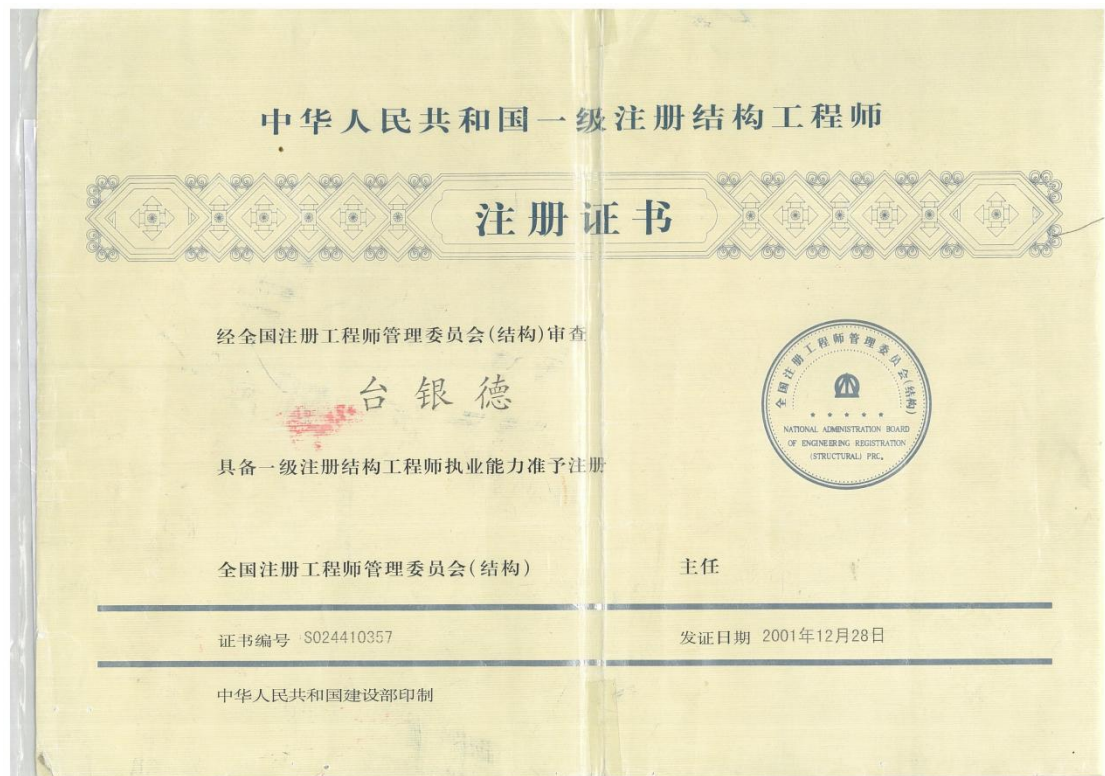 中华人民共和国一级注册结构工程师
注册证书
经全国注册工程师管理委员会(结构)审查
台银德
具备一级注册结构工程师执业能力准予注册
全国注册工程师管理委员会(结构)
NATIONAL ADMINISTRATION BOARD
OF ENGINEERING REGISTRATION
(STRUCTURAL) PRC.
全国注册工程师管理委员会(结构)
主任
证书编号 S024410357
发证日期 2001年12月28日
中华人民共和国建设部印制